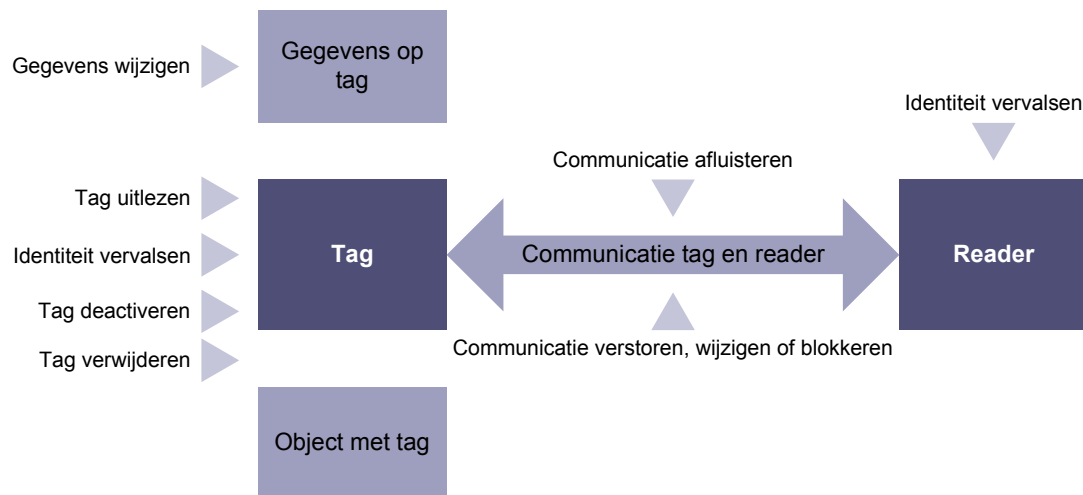 Gegevens wijzigen
Gegevens op
tag
Identiteit vervalsen
Communicatie afluisteren
Tag uitlezen
Identiteit vervalsen
Tag
Communicatie tag en reader
Reader
Tag deactiveren
Communicatie verstoren, wijzigen of blokkeren
Tag verwijderen
Object met tag